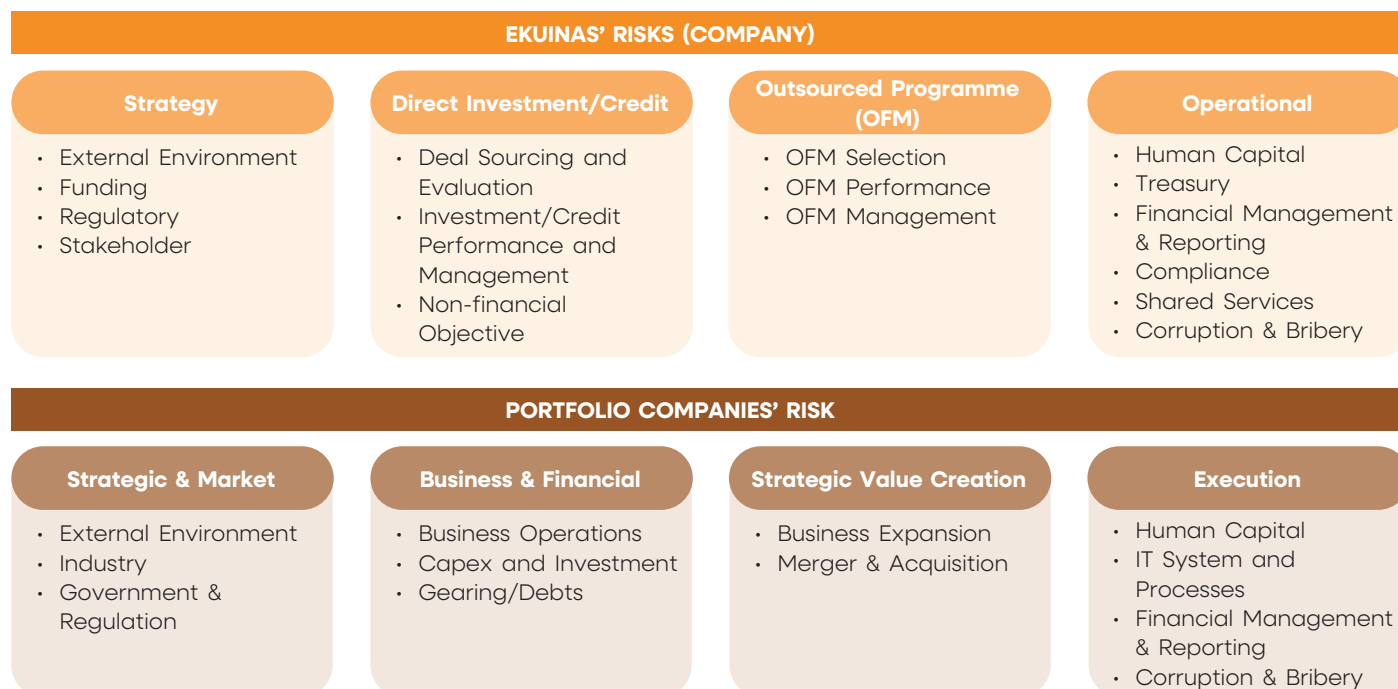 EKUINAS’ RISKS (COMPANY)
Strategy
• External Environment
• Funding
• Regulatory
• Stakeholder
Direct Investment/Credit
• Deal Sourcing and
Evaluation
• Investment/Credit
Performance and
Management
• Non-financial
Objective
Outsourced Programme
(OFM)
• OFM Selection
• OFM Performance
• OFM Management
Operational
• Human Capital
• Treasury
• Financial Management
& Reporting
• Compliance
• Shared Services
• Corruption & Bribery
PORTFOLIO COMPANIES’ RISK
Strategic & Market
• External Environment
• Industry
• Government &
Regulation
Business & Financial
• Business Operations
• Capex and Investment
• Gearing/Debts
Strategic Value Creation
• Business Expansion
• Merger & Acquisition
Execution
• Human Capital
• IT System and
Processes
• Financial Management
& Reporting
• Corruption & Bribery